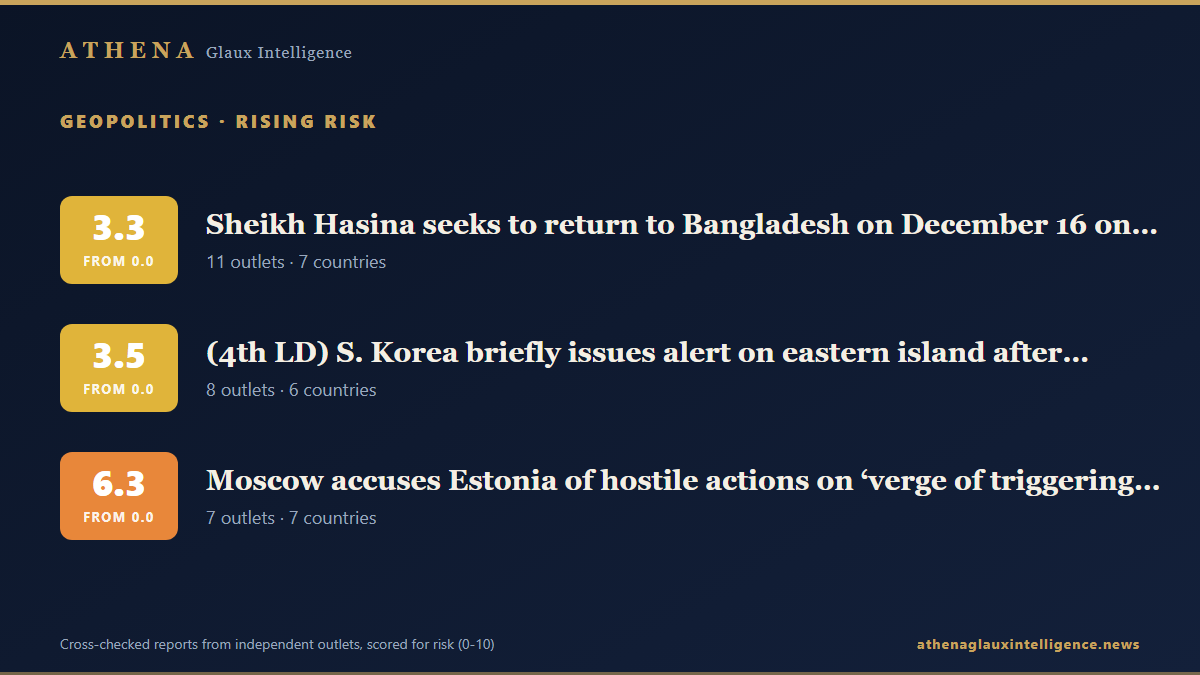 ATHENA Glaux Intelligence
GEOPOLITICS · RISING RISK
3.3
FROM 0.0
Sheikh Hasina seeks to return to Bangladesh on December 16 on...
11 outlets · 7 countries
3.5
FROM 0.0
(4th LD) S. Korea briefly issues alert on eastern island after...
8 outlets · 6 countries
6.3
FROM 0.0
Moscow accuses Estonia of hostile actions on ‘verge of triggering...
7 outlets · 7 countries
Cross-checked reports from independent outlets, scored for risk (0-10)
athenaglauxintelligence.news